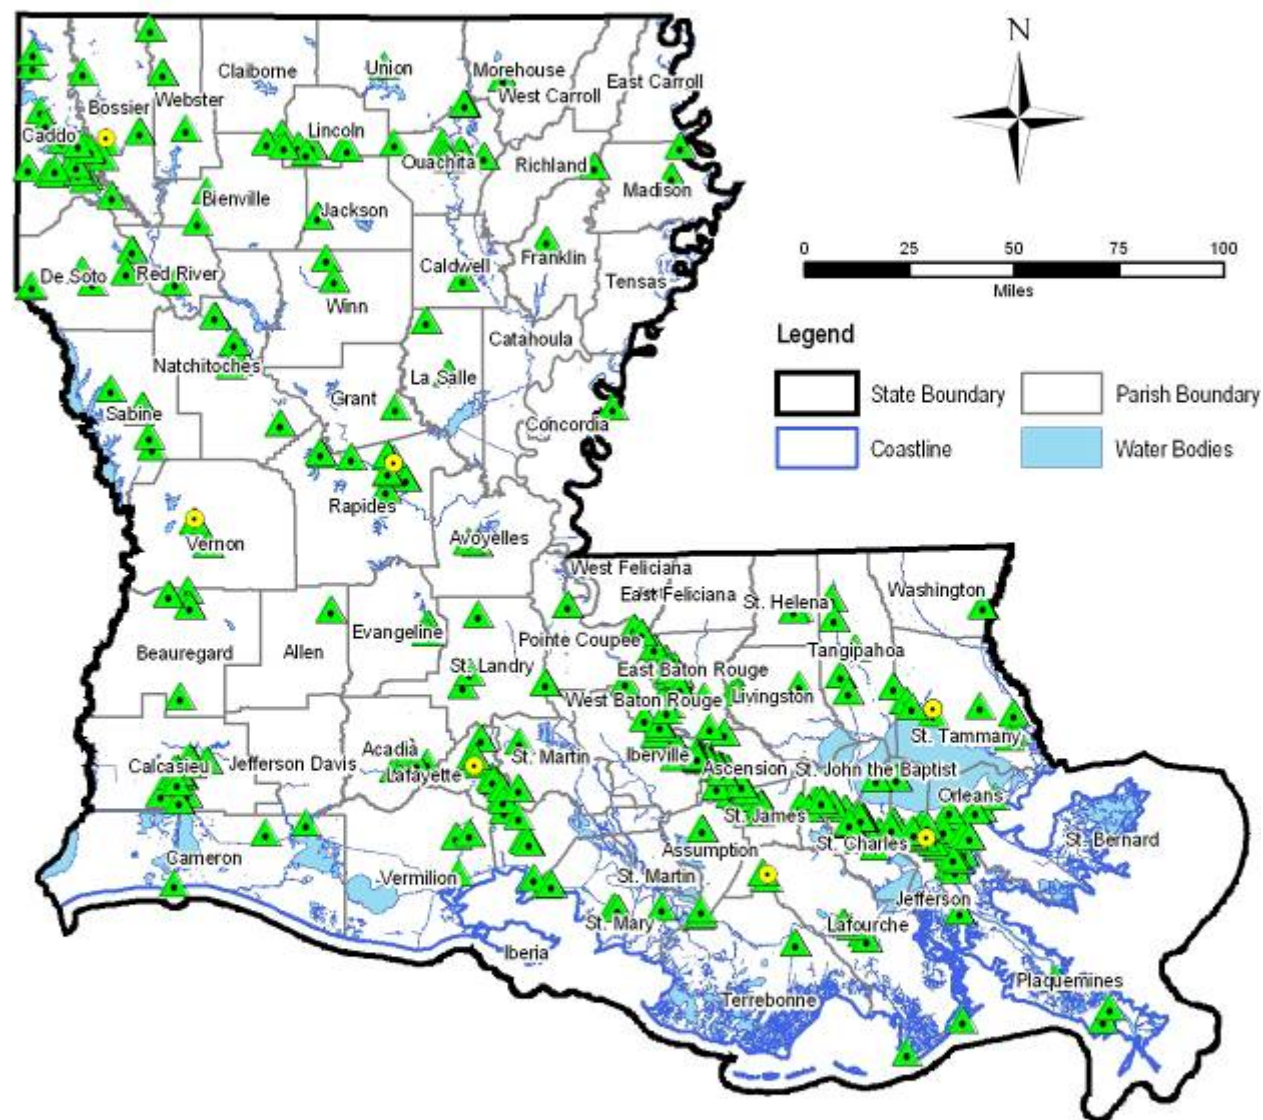 N
0 25 50 75 100
Miles
Legend
State Boundary
Parish Boundary
Coastline
Water Bodies
Claiborne
Union
Morehouse
East Carroll
West Carroll
Webster
Bossier
Caddo
Lincoln
Ouachita
Richland
Madison
Bienville
Jackson
Franklin
Tensas
De Soto
Red River
Caldwell
Winn
Catahoula
Natchitoches
La Salle
Grant
Sabine
Concordia
Rapides
Vernon
Avoyelles
West Feliciana
East Feliciana
St. Helena
Washington
Evangeline
Pointe Coupee
Beauregard
Allen
Tangipahoa
St. Landry
East Baton Rouge
West Baton Rouge
Livingston
St. Tammany
Acadia
Calcasieu
Jefferson Davis
Lafayette
St. Martin
Iberville
Ascension
St. John the Baptist
Orleans
St. James
St. Charles
St. Bernard
Assumption
Cameron
Vermilion
St. Martin
Jefferson
St. Mary
Lafourche
Iberia
Plaquemines
Terrebonne